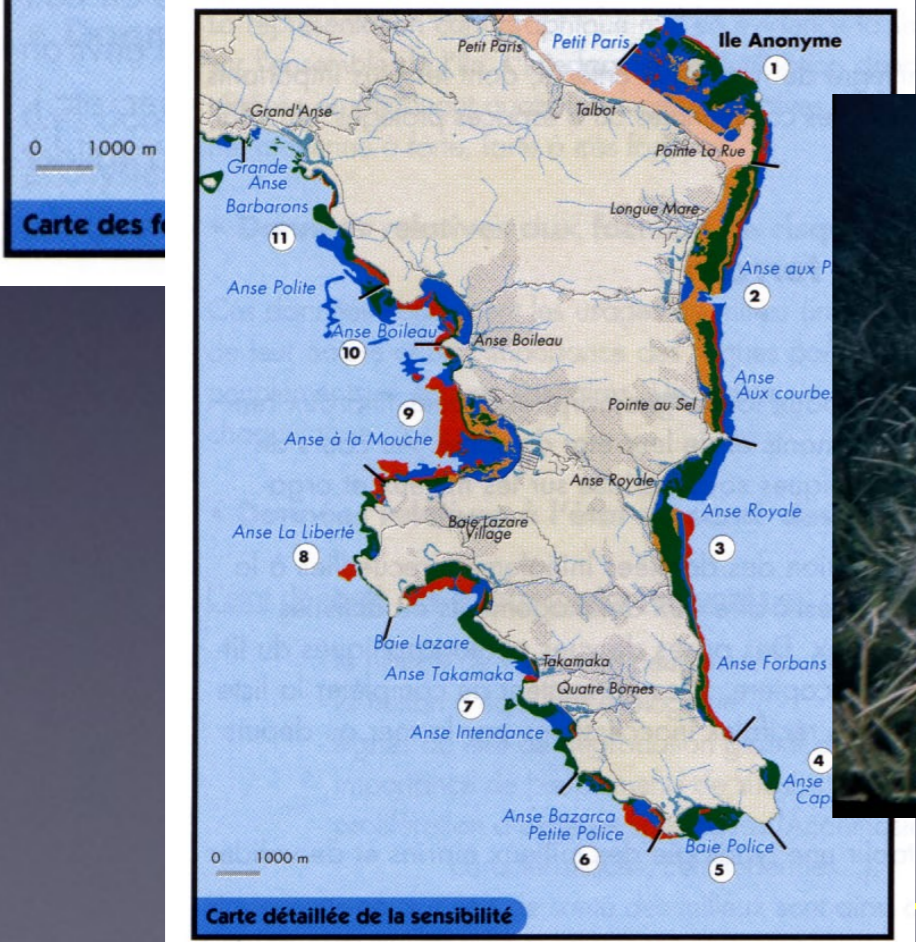 0 1000 m
Carte des
Petit Paris
Petit Paris
Ile Anonyme
1
Grand'Anse
Talbot
Pointe La Rue
Grande
Anse
Barbarons
11
Longue Mare
Anse aux P
2
Anse Polite
Anse Boileau
10
Anse Boileau
Anse
Aux courbe
Pointe au Sel
9
Anse à la Mouche
Anse Royale
Anse Royale
3
Anse La Liberté
8
Baie Lazare
Village
Baie Lazare
Anse Takamaka
Takamaka
Anse Forbans
7
Quatre Bornes
Anse Intendance
4
Anse
Cap
Anse Bazarca
Petite Police
6
Baie Police
5
0 1000 m
Carte détaillée de la sensibilité